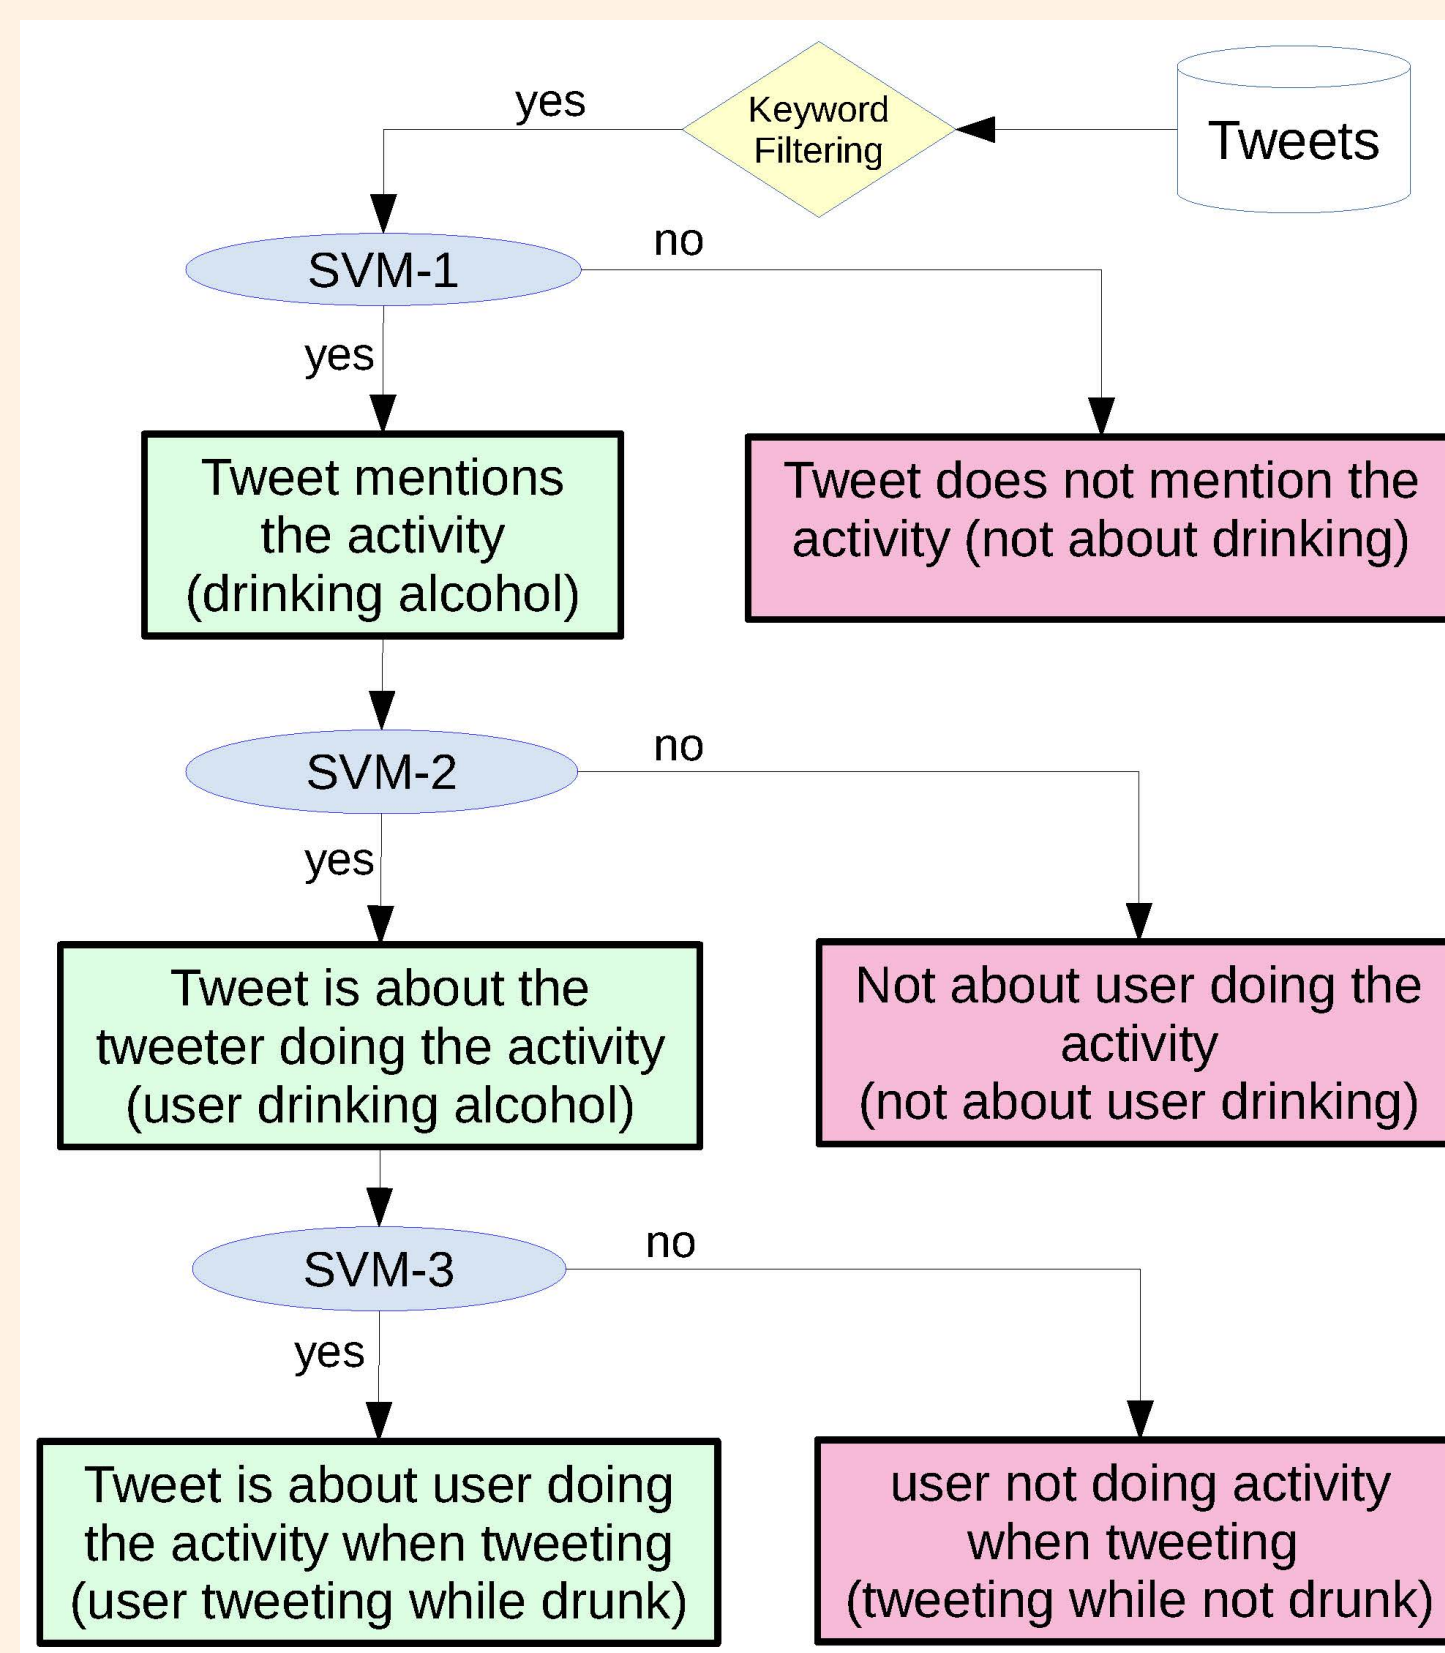 yes
Keyword
Filtering
Tweets
SVM-1
no
yes
Tweet mentions
the activity
(drinking alcohol)
Tweet does not mention the
activity (not about drinking)
SVM-2
no
yes
Tweet is about the
tweeter doing the activity
(user drinking alcohol)
Not about user doing the
activity
(not about user drinking)
SVM-3
no
yes
Tweet is about user doing
the activity when tweeting
(user tweeting while drunk)
user not doing activity
when tweeting
(tweeting while not drunk)